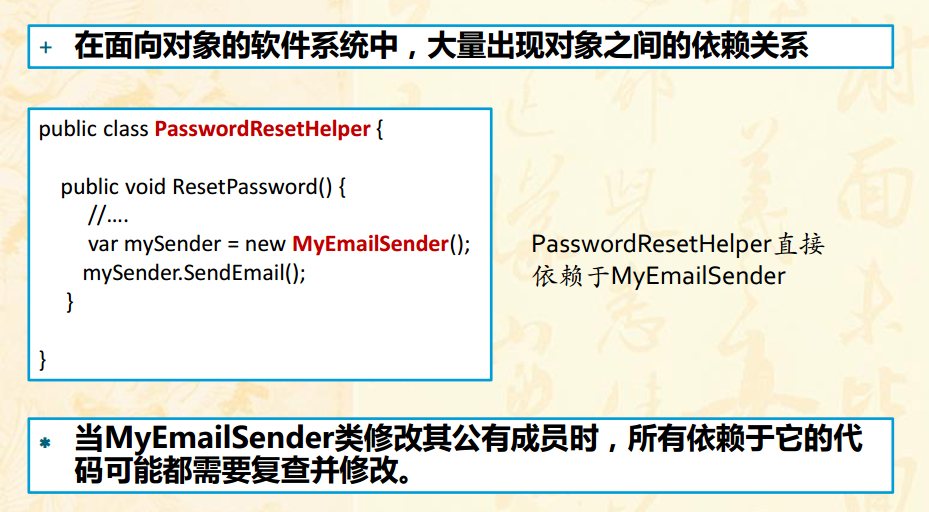 + 在面向对象的软件系统中，大量出现对象之间的依赖关系
public class PasswordResetHelper {
public void ResetPassword() {
//....
var mySender = new MyEmailSender();
mySender.SendEmail();
}
}
PasswordResetHelper直接
依赖于MyEmailSender
* 当MyEmailSender类修改其公有成员时，所有依赖于它的代
码可能都需要复查并修改。